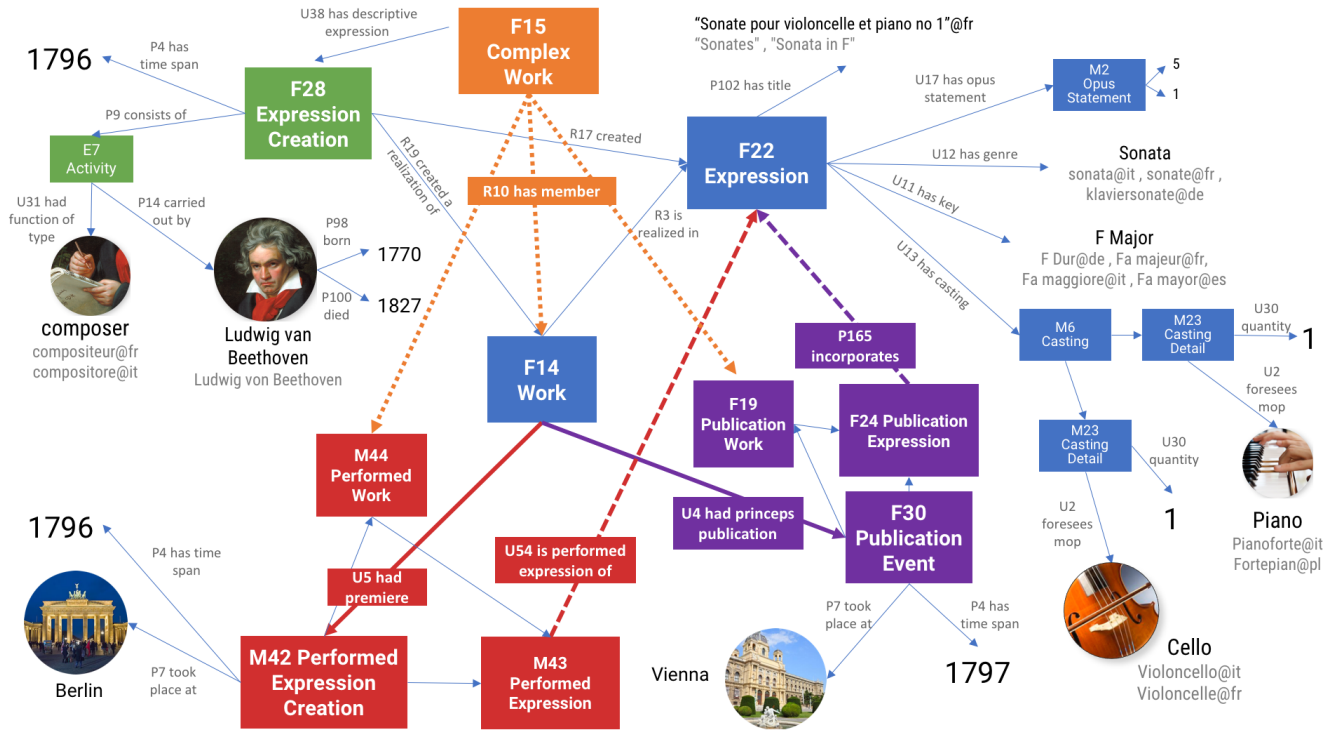 U38 has descriptive
expression
F15
Complex
Work
“Sonate pour violoncelle et piano no 1”@fr
“Sonates” , "Sonata in F"
1796
P4 has
time span
F28
Expression
Creation
P102 has title
U17 has opus
statement
M2
Opus
Statement
5
1
P9 consists of
R17 created
F22
Expression
E7
Activity
R19 created a
realization of
R10 has member
U12 has genre
Sonata
sonata@it , sonate@fr ,
klaviersonate@de
U31 had
function of
type
P14 carried
out by
P98
born
1770
R3 is
realized in
U11 has key
F Major
F Dur@de , Fa majeur@fr,
Fa maggiore@it , Fa mayor@es
P100
died
1827
U13 has casting
composer
compositeur@fr
compositore@it
Ludwig van
Beethoven
Ludwig von Beethoven
F14
Work
P165
incorporates
M6
Casting
M23
Casting
Detail
U30
quantity
1
U2
foresees
mop
F19
Publication
Work
F24 Publication
Expression
M23
Casting
Detail
U30
quantity
1
M44
Performed
Work
U4 had princeps
publication
F30
Publication
Event
U2
foresees
mop
Piano
Pianoforte@it
Fortepian@pl
1796
P4 has time
span
U54 is performed
expression of
U5 had
premiere
P7 took
place at
Berlin
M42 Performed
Expression
Creation
M43
Performed
Expression
P7 took
place at
P4 has
time span
Vienna
1797
Cello
Violoncello@it
Violoncelle@fr